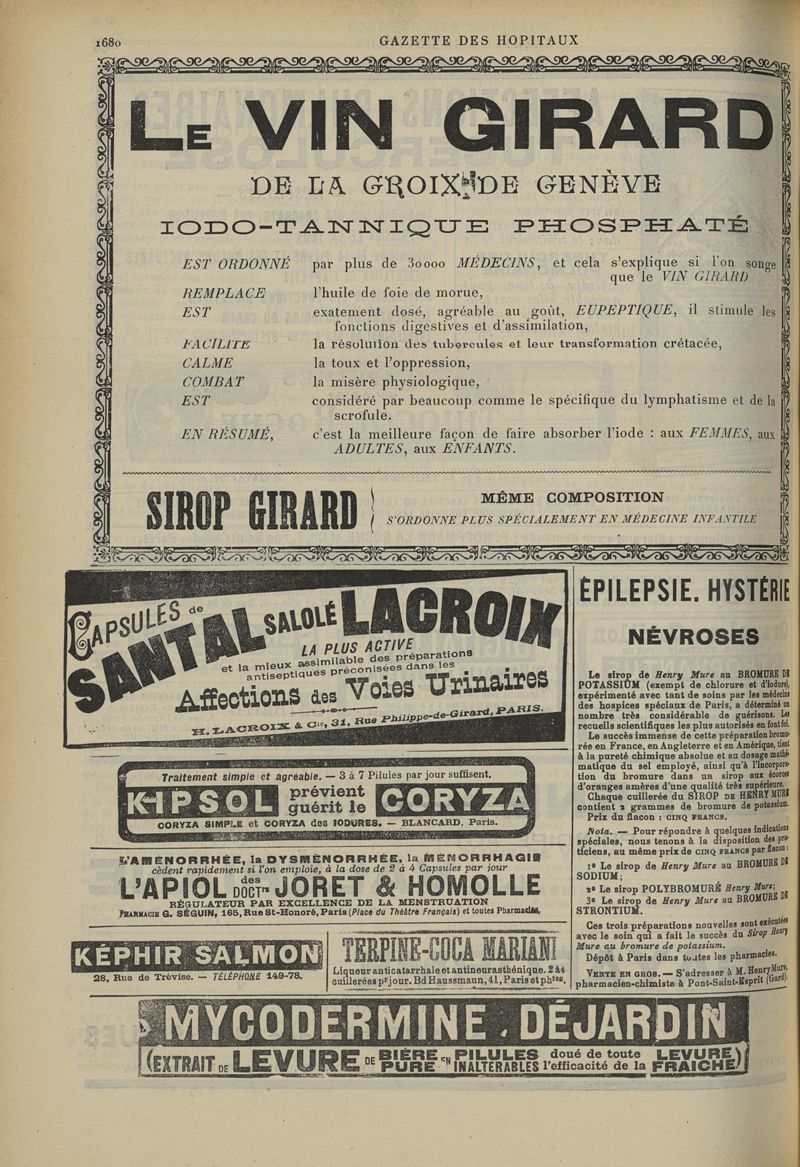 1680
GAZETTE DES HOPITAUX
LE VIN GIRARD
DE LA CROIX DE GENÈVE
IODO-TANNIQUE PHOSPHATÉ
EST ORDONNÉ par plus de 30000 MÉDECINS, et cela s'explique si l'on songe
que le VIN GIRARD
REMPLACE l'huile de foie de morue,
EST exatement dosé, agréable au goût, EUPEPTIQUE, il stimule les
fonctions digestives et d'assimilation,
FACILITE la résolution des tubercules et leur transformation crétacée,
CALME la toux et l'oppression,
COMBAT la misère physiologique,
EST considéré par beaucoup comme le spécifique du lymphatisme et de la
scrofule.
EN RÉSUMÉ, c'est la meilleure façon de faire absorber l'iode : aux FEMMES, aux
ADULTES, aux ENFANTS.
SIROP GIRARD
MÊME COMPOSITION
S'ORDONNE PLUS SPÉCIALEMENT EN MÉDECINE INFANTILE
CAPSULES de
SANTAL SALOLÉ LACROIX
LA PLUS ACTIVE
et la mieux assimilable des préparations
antiseptiques préconisées dans les
Affections des Voies Urinaires
H. LACROIX & Cie, 31, Rue Philippe-de-Girard, PARIS.
Traitement simple et agréable. — 3 à 7 Pilules par jour suffisent.
KIPSOL prévient
guérit le CORYZA
CORYZA SIMPLE et CORYZA des IODURES. — BLANCARD, Paris.
L'AMÉNORRHÉE, la DYSMÉNORRHÉE, la MÉNORRHAGIE
cèdent rapidement si l'on emploie, à la dose de 2 à 4 Capsules par jour
L'APIOL des DOCTrs JORET & HOMOLLE
RÉGULATEUR PAR EXCELLENCE DE LA MENSTRUATION
PHARMACIE G. SÉGUIN, 165, Rue St-Honoré, Paris (Place du Théâtre Français) et toutes Pharmacies.
KÉPHIR SALMON
28, Rue de Trévise. — TÉLÉPHONE 149-78.
TERPINE-COCA MARIANI
Liqueur anticatarrhale et antineurasthénique. 2 à 4
cuillerées pr jour. Bd Haussmann, 41, Paris et phies.
ÉPILEPSIE. HYSTÉRIE
NÉVROSES
Le sirop de Henry Mure au BROMURE DE
POTASSIUM (exempt de chlorure et d'iodure),
expérimenté avec tant de soins par les médecins
des hospices spéciaux de Paris, a déterminé un
nombre très considérable de guérisons. Les
recueils scientifiques les plus autorisés en font foi.
Le succès immense de cette préparation bromurée
en France, en Angleterre et en Amérique, tient
à la pureté chimique absolue et au dosage mathématique
du sel employé, ainsi qu'à l'incorporation
du bromure dans un sirop aux écorces
d'oranges amères d'une qualité très supérieure.
Chaque cuillerée du SIROP DE HENRY MURE
contient 2 grammes de bromure de potassium.
Prix du flacon : CINQ FRANCS.
Nota. — Pour répondre à quelques indications
spéciales, nous tenons à la disposition des praticiens,
au même prix de CINQ FRANCS par flacon :
1o Le sirop de Henry Mure au BROMURE DE
SODIUM ;
2o Le sirop POLYBROMURÉ Henry Mure ;
3o Le sirop de Henry Mure au BROMURE DE
STRONTIUM.
Ces trois préparations nouvelles sont exécutées
avec le soin qui a fait le succès du Sirop Henry
Mure au bromure de potassium.
Dépôt à Paris dans toutes les pharmacies.
VENTE EN GROS. — S'adresser à M. Henry Mure,
pharmacien-chimiste à Pont-Saint-Esprit (Gard).
MYCODERMINE DÉJARDIN
(EXTRAIT DE LEVURE DE BIÈRE PURE EN PILULES INALTÉRABLES doué de toute l'efficacité de la LEVURE FRAICHE)